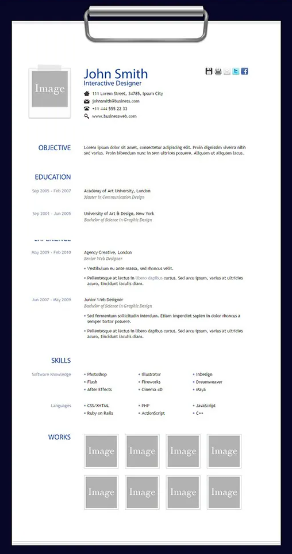 Image
John Smith
Interactive Designer
111 Lorem Street, 34785, Ipsum City
johnsmith@business.com
+11 444 555 22 33
www.businessweb.com
OBJECTIVE
Lorem ipsum dolor sit amet, consectetur adipiscing elit. Proin dignissim viverra dolor
sed varius. Proin bibendum nunc in sem ultrices posuere. Aliquam ut aliquam lacus.
EDUCATION
Sep 2005 - Feb 2007
Academy of Art University, London
Master in Communication Design
Sep 2001 - Jun 2005
University of Art & Design, New York
Bachelor of Science in Graphic Design
EXPERIENCE
May 2009 - Feb 2010
Agency Creative, London
Senior Web Designer
• Vestibulum eu ante massa, sed rhoncus velit.
• Pellentesque at lectus in libero dapibus cursus. Sed arcu ipsum, varius at ultricies
acuro, tincidunt iaculis diam.
Jun 2007 - May 2009
Junior Web Designer
Bachelor of Science in Graphic Design
• Sed fermentum sollicitudin interdum. Etiam imperdiet sapien in dolor rhoncus a
semper tortor posuere.
• Pellentesque at lectus in libero dapibus cursus. Sed arcu ipsum, varius at ultricies
acuro, tincidunt iaculis diam.
SKILLS
Software Knowledge
• Photoshop
• Illustrator
• InDesign
• Flash
• Fireworks
• Dreamweaver
• After Effects
• Cinema 4D
• Maya
Languages
• CSS/XHTML
• PHP
• JavaScript
• Ruby on Rails
• ActionScript
• C++
WORKS
Image
Image
Image
Image
Image
Image
Image
Image